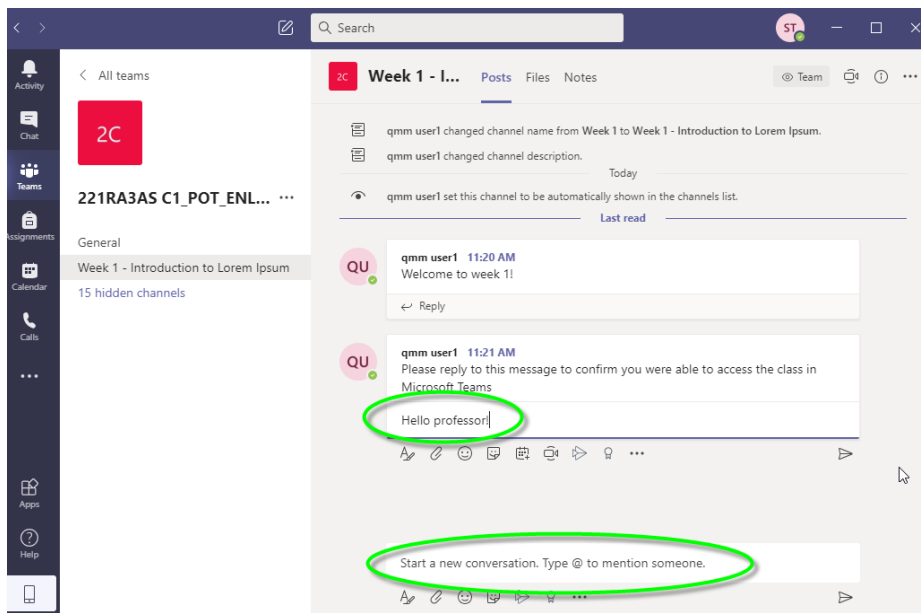 Search
ST
Activity
Chat
Teams
Assignments
Calendar
Calls
Apps
Help
All teams
2C
221RA3AS C1_POT_ENL...
General
Week 1 - Introduction to Lorem Ipsum
15 hidden channels
2C Week 1 - I... Posts Files Notes Team
qmm user1 changed channel name from Week 1 to Week 1 - Introduction to Lorem Ipsum.
qmm user1 changed channel description.
Today
qmm user1 set this channel to be automatically shown in the channels list.
Last read
QU
qmm user1 11:20 AM
Welcome to week 1!
Reply
QU
qmm user1 11:21 AM
Please reply to this message to confirm you were able to access the class in
Microsoft Teams
Hello professor!
Start a new conversation. Type @ to mention someone.